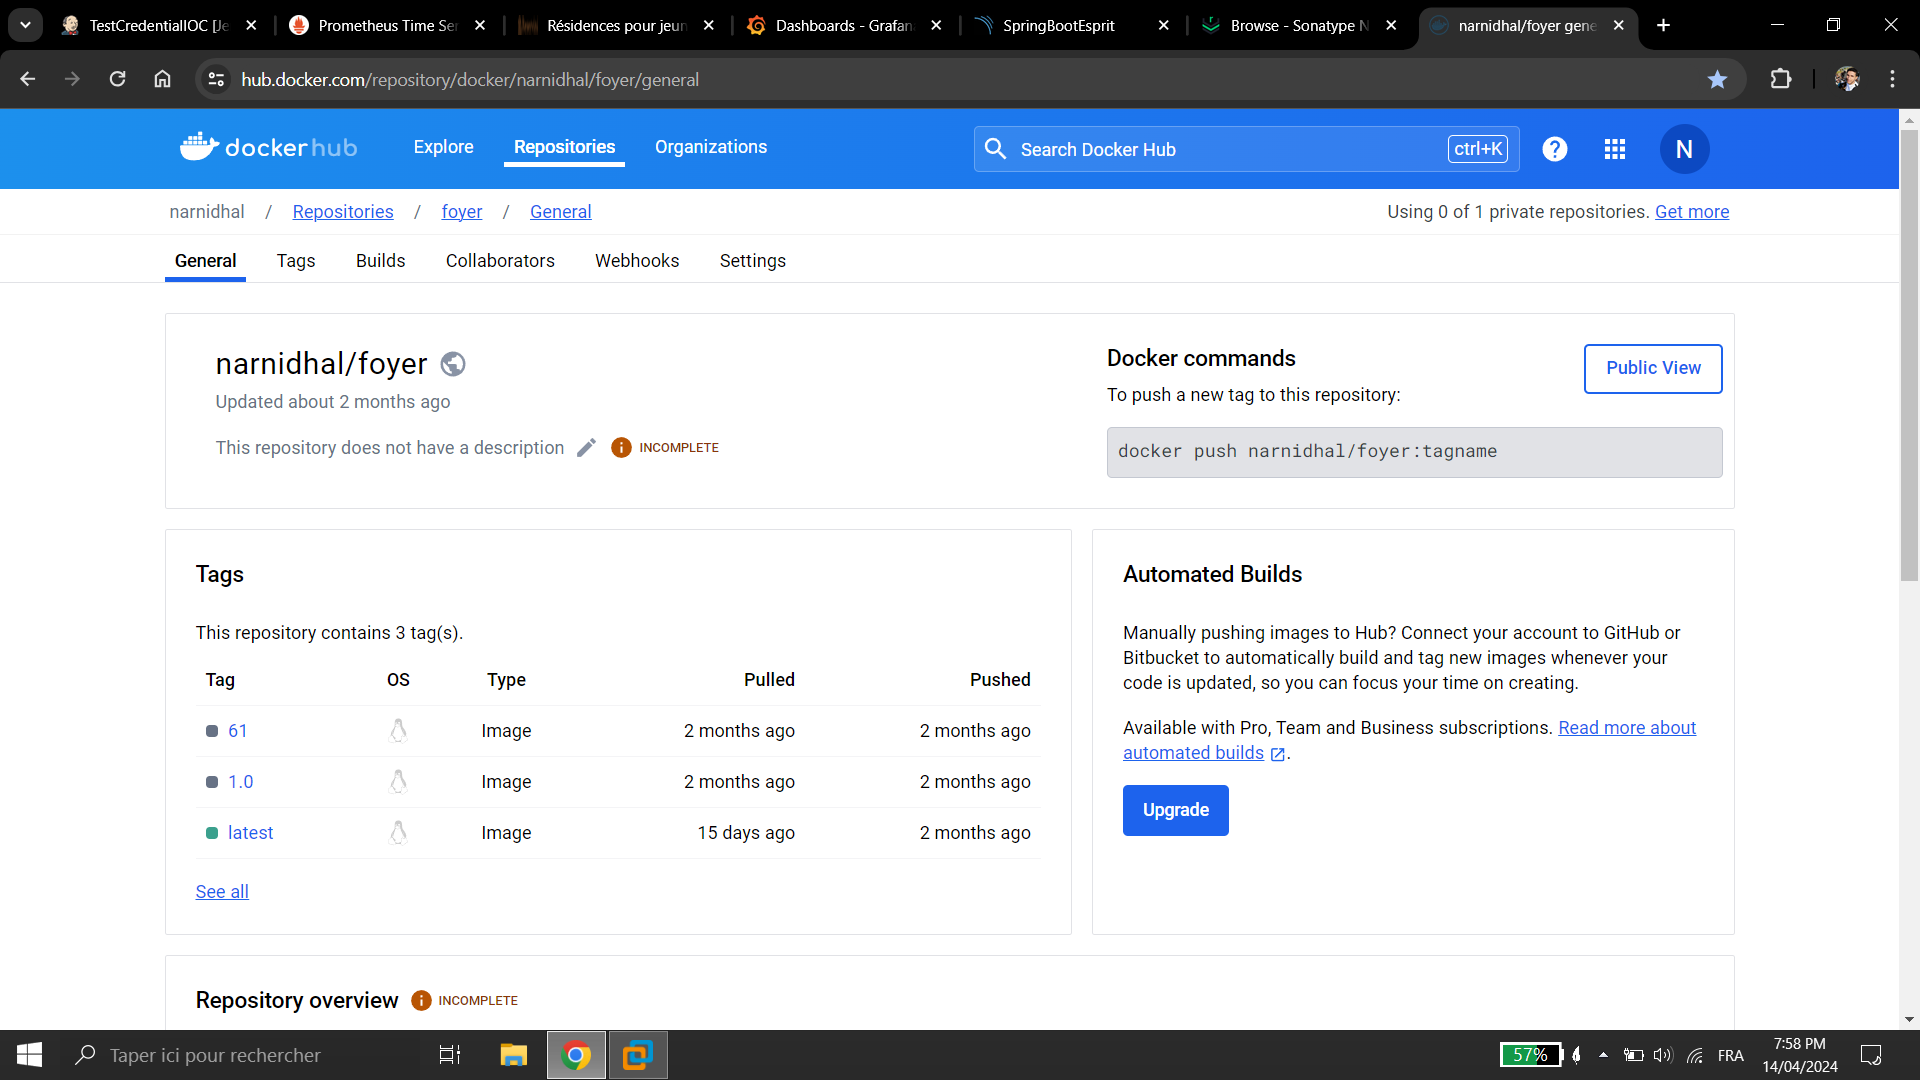 TestCredentialIOC [Je
Prometheus Time Ser
Résidences pour jeun
Dashboards - Grafana
SpringBootEsprit
Browse - Sonatype N
narnidhal/foyer gene
hub.docker.com/repository/docker/narnidhal/foyer/general
dockerhub
Explore
Repositories
Organizations
Search Docker Hub
ctrl+K
?
N
narnidhal / Repositories / foyer / General
Using 0 of 1 private repositories. Get more
General
Tags
Builds
Collaborators
Webhooks
Settings
narnidhal/foyer
Updated about 2 months ago
This repository does not have a description
INCOMPLETE
Docker commands
Public View
To push a new tag to this repository:
docker push narnidhal/foyer:tagname
Tags
This repository contains 3 tag(s).
Tag OS Type Pulled Pushed
61 Image 2 months ago 2 months ago
1.0 Image 2 months ago 2 months ago
latest Image 15 days ago 2 months ago
See all
Automated Builds
Manually pushing images to Hub? Connect your account to GitHub or
Bitbucket to automatically build and tag new images whenever your
code is updated, so you can focus your time on creating.
Available with Pro, Team and Business subscriptions. Read more about
automated builds .
Upgrade
Repository overview
INCOMPLETE
Taper ici pour rechercher
57%
FRA
7:58 PM
14/04/2024